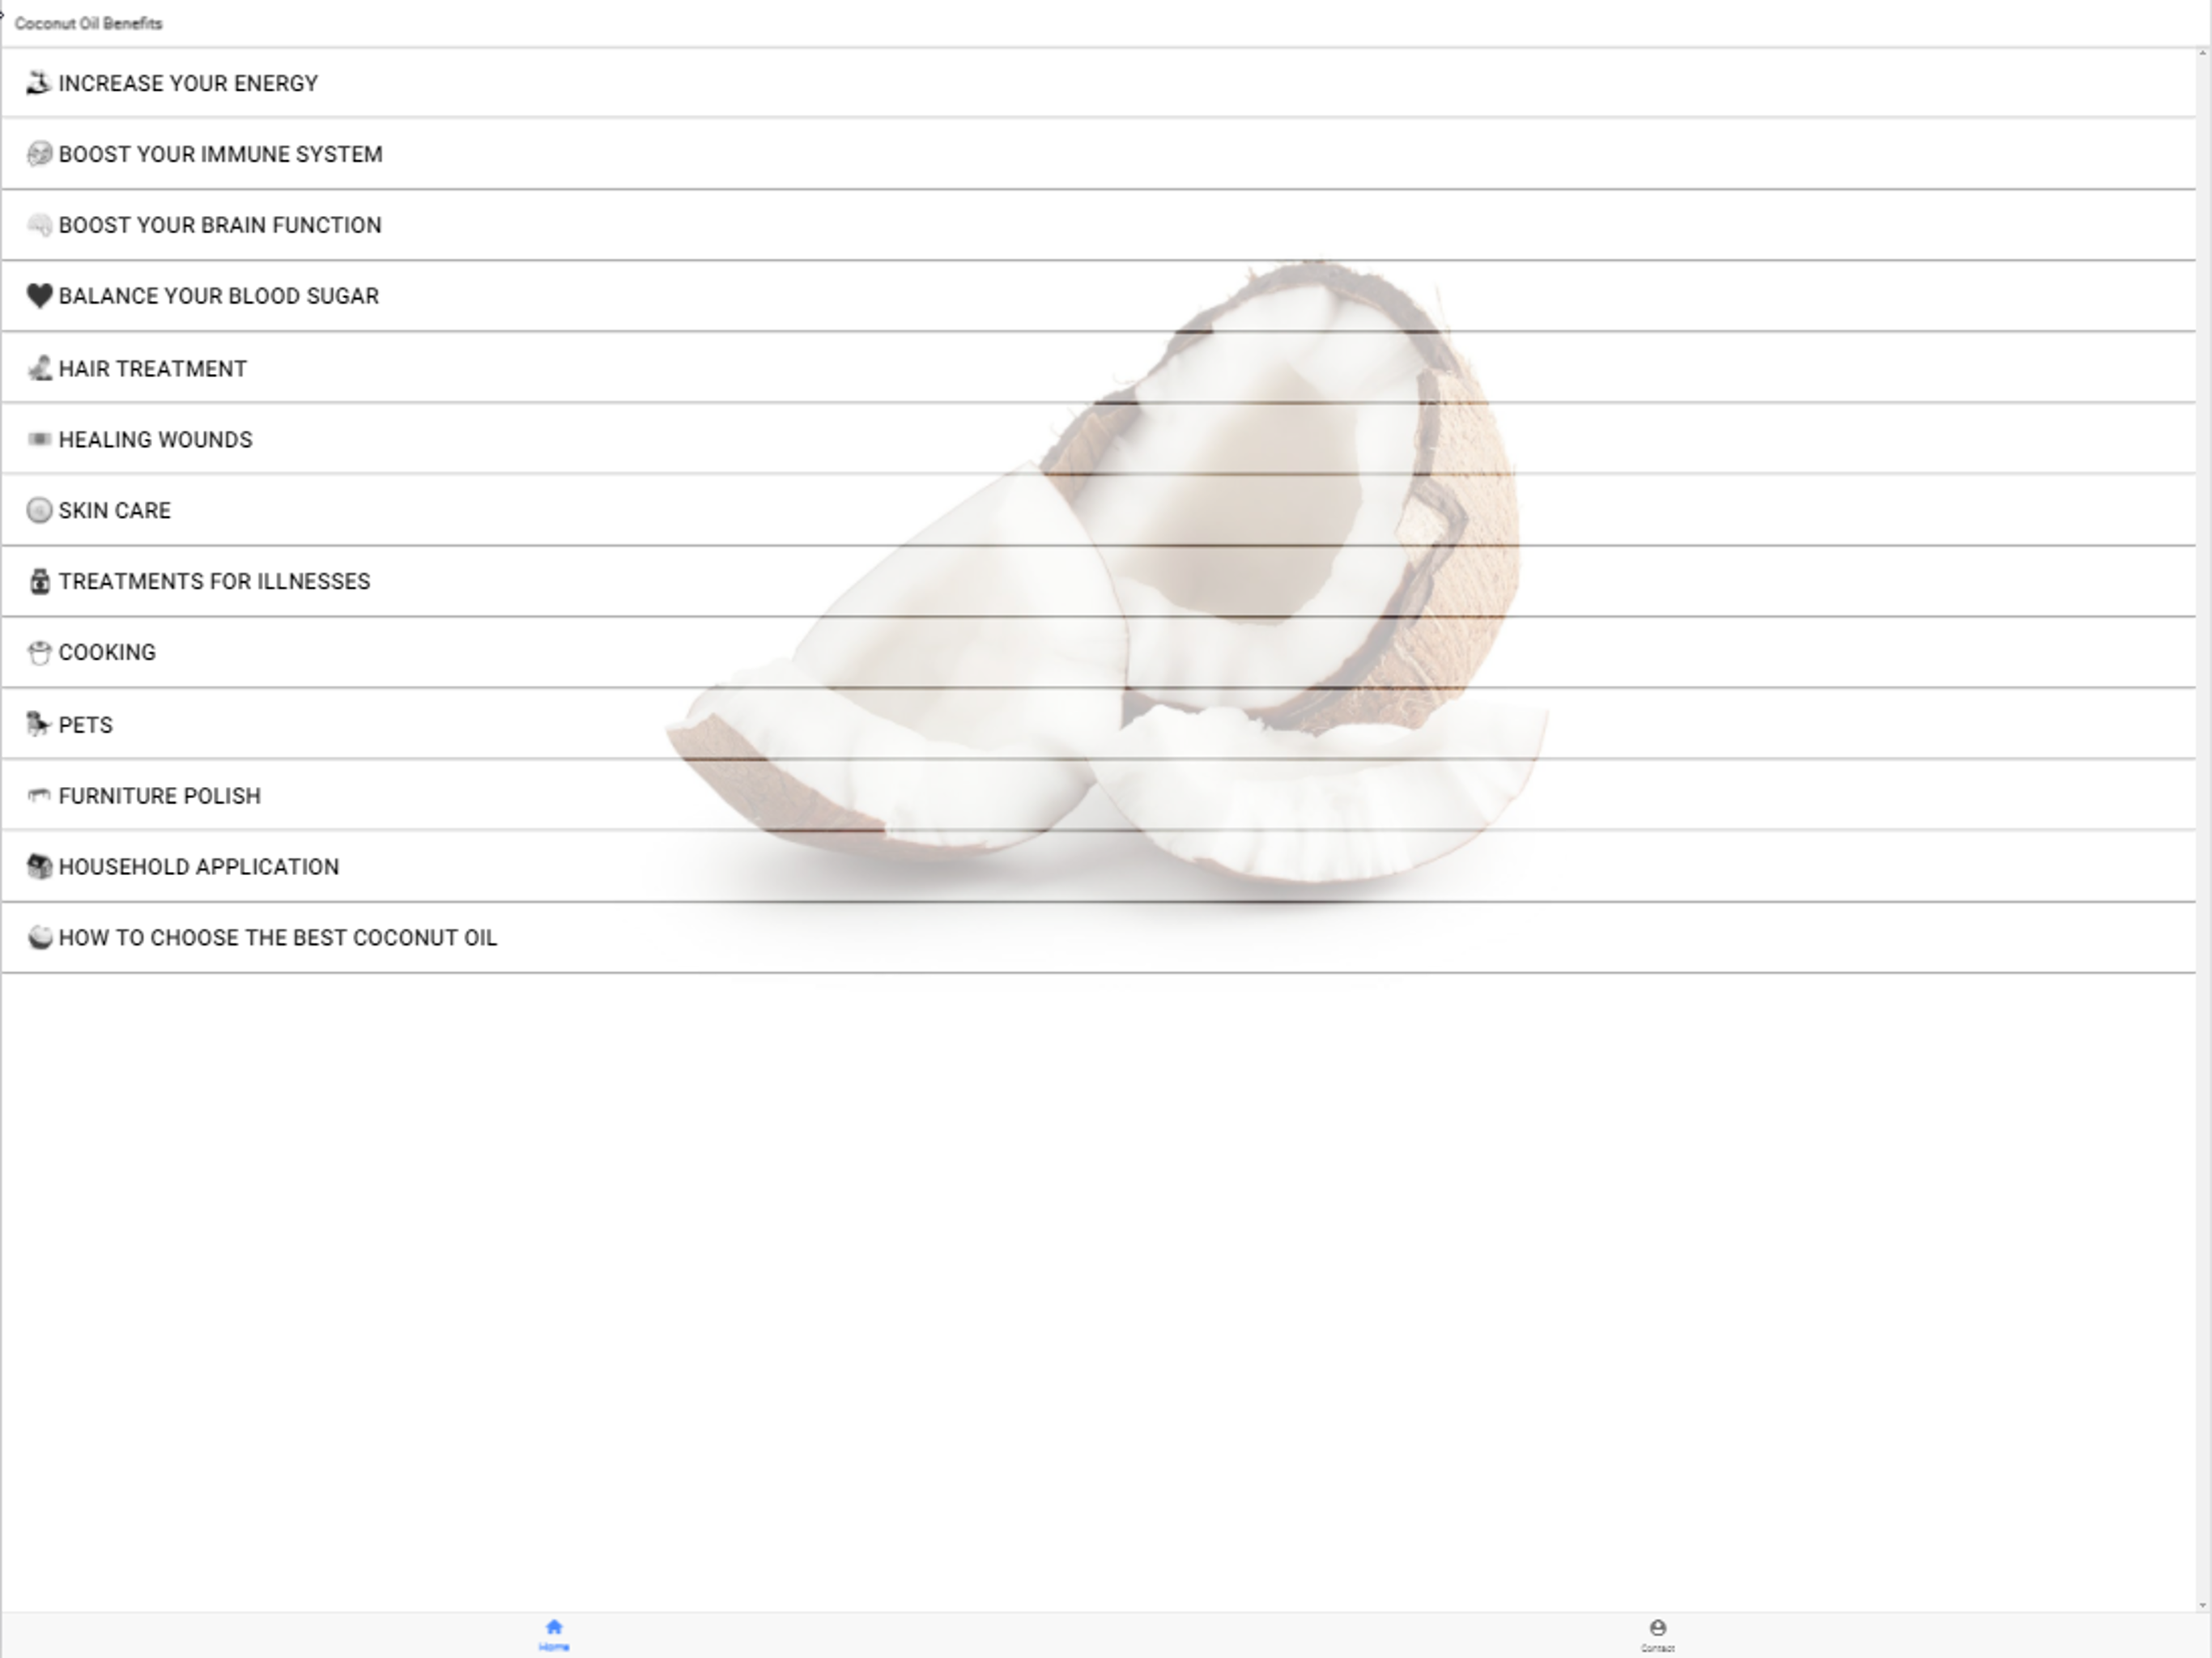 Coconut Oil Benefits
INCREASE YOUR ENERGY
BOOST YOUR IMMUNE SYSTEM
BOOST YOUR BRAIN FUNCTION
BALANCE YOUR BLOOD SUGAR
HAIR TREATMENT
HEALING WOUNDS
SKIN CARE
TREATMENTS FOR ILLNESSES
COOKING
PETS
FURNITURE POLISH
HOUSEHOLD APPLICATION
HOW TO CHOOSE THE BEST COCONUT OIL
Home
Contact